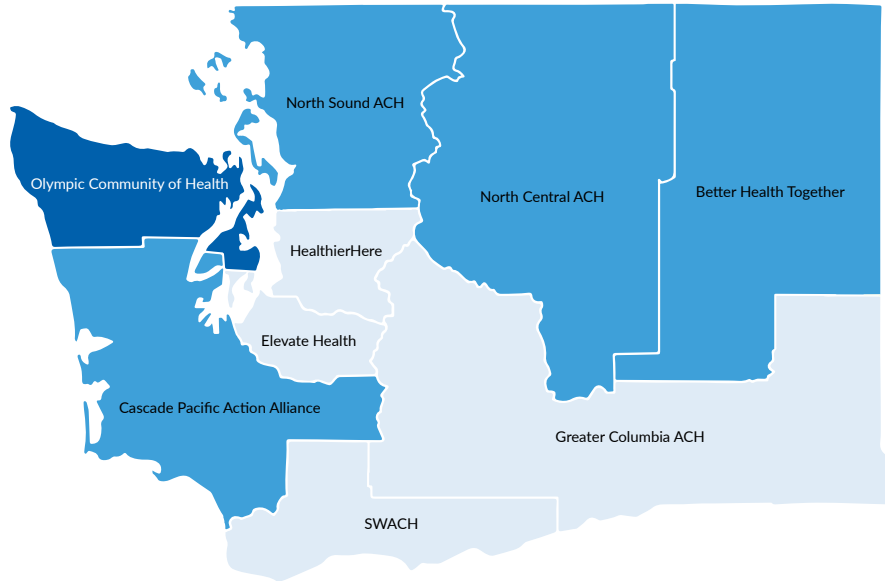 North Sound ACH
Olympic Community of Health
North Central ACH
Better Health Together
HealthierHere
Elevate Health
Cascade Pacific Action Alliance
Greater Columbia ACH
SWACH